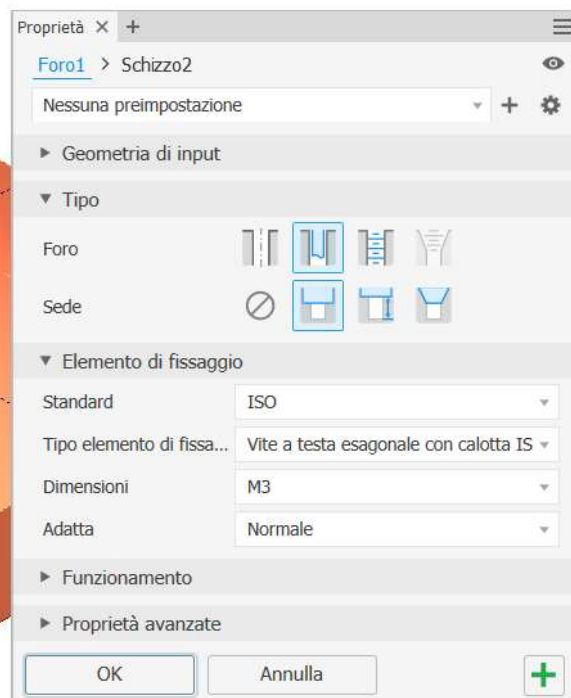 Proprietà × +
Foro1 > Schizzo2
Nessuna preimpostazione
Geometria di input
Tipo
Foro
Sede
Elemento di fissaggio
Standard ISO
Tipo elemento di fissa... Vite a testa esagonale con calotta IS
Dimensioni M3
Adatta Normale
Funzionamento
Proprietà avanzate
OK Annulla